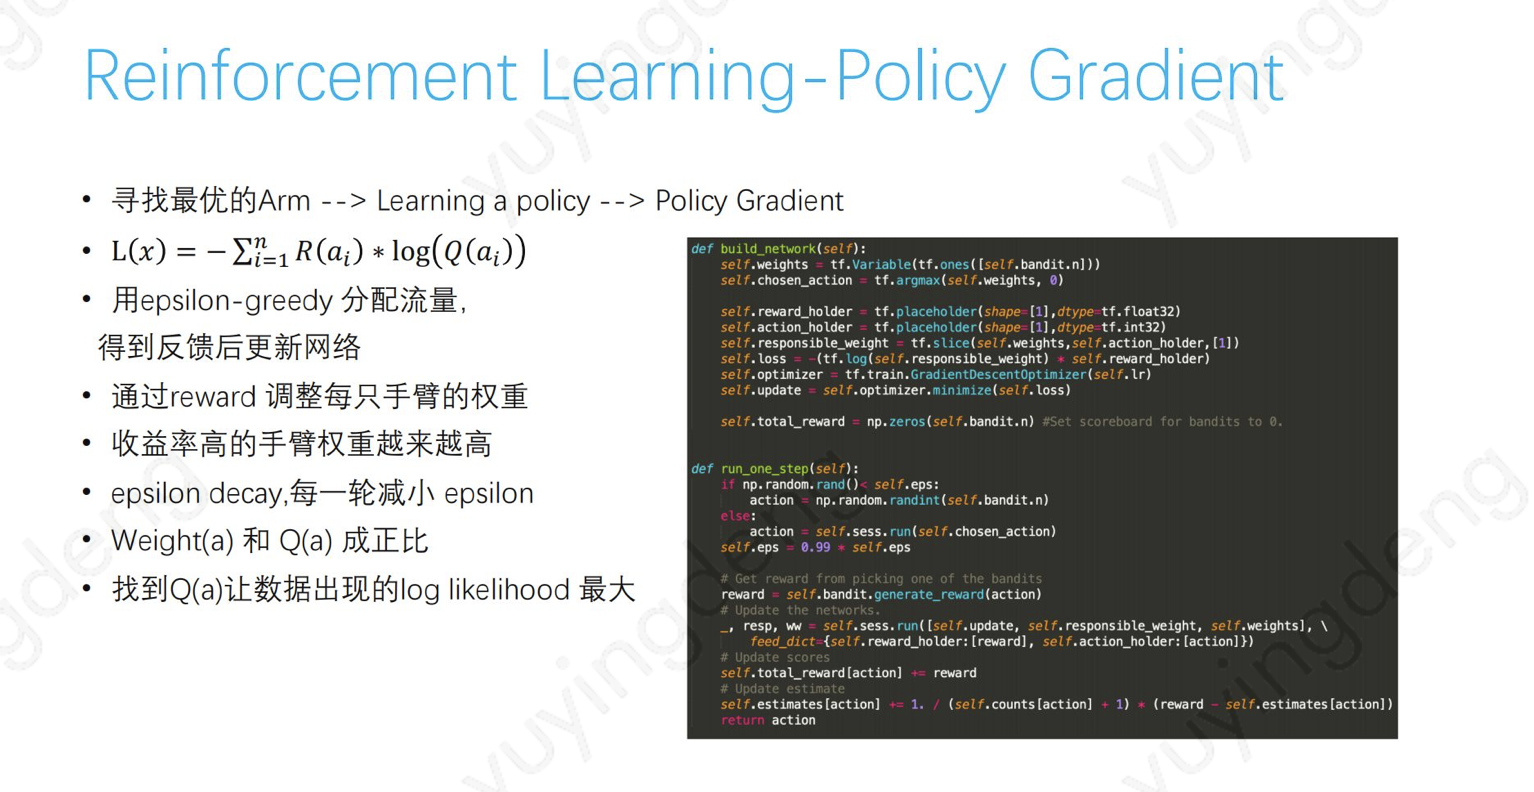 Reinforcement Learning-Policy Gradient
• 寻找最优的Arm --> Learning a policy --> Policy Gradient
• L(x) = −∑ⁿᵢ₌₁ R(aᵢ) * log(Q(aᵢ))
• 用epsilon-greedy 分配流量,
得到反馈后更新网络
• 通过reward 调整每只手臂的权重
• 收益率高的手臂权重越来越高
• epsilon decay,每一轮减小 epsilon
• Weight(a) 和 Q(a) 成正比
• 找到Q(a)让数据出现的log likelihood 最大
def build_network(self):
self.weights = tf.Variable(tf.ones([self.bandit.n]))
self.chosen_action = tf.argmax(self.weights, 0)
self.reward_holder = tf.placeholder(shape=[1],dtype=tf.float32)
self.action_holder = tf.placeholder(shape=[1],dtype=tf.int32)
self.responsible_weight = tf.slice(self.weights,self.action_holder,[1])
self.loss = -(tf.log(self.responsible_weight) * self.reward_holder)
self.optimizer = tf.train.GradientDescentOptimizer(self.lr)
self.update = self.optimizer.minimize(self.loss)
self.total_reward = np.zeros(self.bandit.n) #Set scoreboard for bandits to 0.
def run_one_step(self):
if np.random.rand()< self.eps:
action = np.random.randint(self.bandit.n)
else:
action = self.sess.run(self.chosen_action)
self.eps = 0.99 * self.eps
# Get reward from picking one of the bandits
reward = self.bandit.generate_reward(action)
# Update the networks.
_, resp, ww = self.sess.run([self.update, self.responsible_weight, self.weights], \
feed_dict={self.reward_holder:[reward], self.action_holder:[action]})
# Update scores
self.total_reward[action] += reward
# Update estimate
self.estimates[action] += 1. / (self.counts[action] + 1) * (reward - self.estimates[action])
return action
yuyingdeng
yuyingdeng
yuyingdeng
yuyingdeng